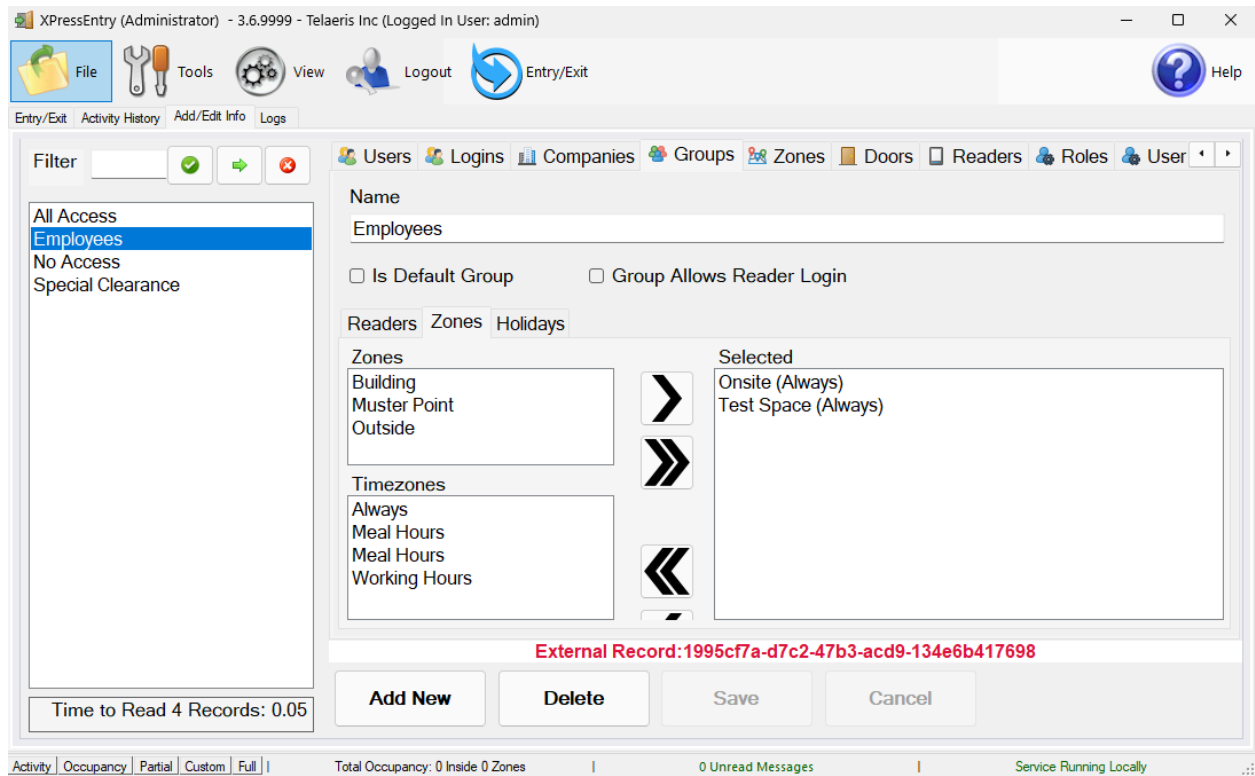 XPressEntry (Administrator) - 3.6.9999 - Telaeris Inc (Logged In User: admin)
File Tools View Logout Entry/Exit Help
Entry/Exit Activity History Add/Edit Info Logs
Filter
Users Logins Companies Groups Zones Doors Readers Roles User
All Access
Employees
No Access
Special Clearance
Name
Employees
Is Default Group Group Allows Reader Login
Readers Zones Holidays
Zones
Building
Muster Point
Outside
Timezones
Always
Meal Hours
Meal Hours
Working Hours
Selected
Onsite (Always)
Test Space (Always)
External Record:1995cf7a-d7c2-47b3-acd9-134e6b417698
Time to Read 4 Records: 0.05
Add New Delete Save Cancel
Activity Occupancy Partial Custom Full | Total Occupancy: 0 Inside 0 Zones | 0 Unread Messages | Service Running Locally